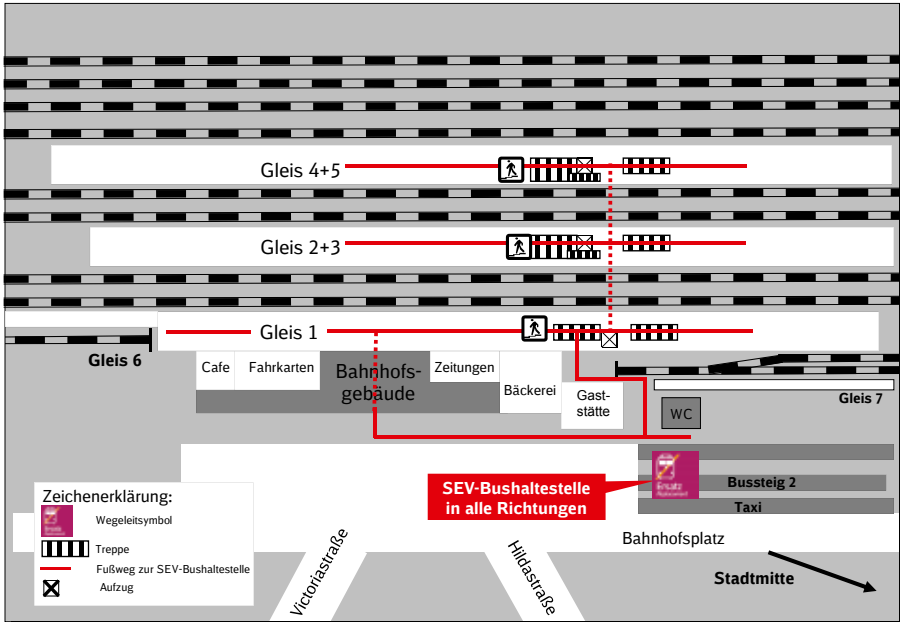 Gleis 4+5
Gleis 2+3
Gleis 1
Gleis 6
Cafe
Fahrkarten
Bahnhofs-
gebäude
Zeitungen
Bäckerei
Gast-
stätte
WC
Gleis 7
SEV-Bushaltestelle
in alle Richtungen
Ersatz
Bussteig 2
Taxi
Bahnhofsplatz
Stadtmitte
Victoriastraße
Hildastraße
Zeichenerklärung:
Wegeleitsymbol
Treppe
Fußweg zur SEV-Bushaltestelle
Aufzug